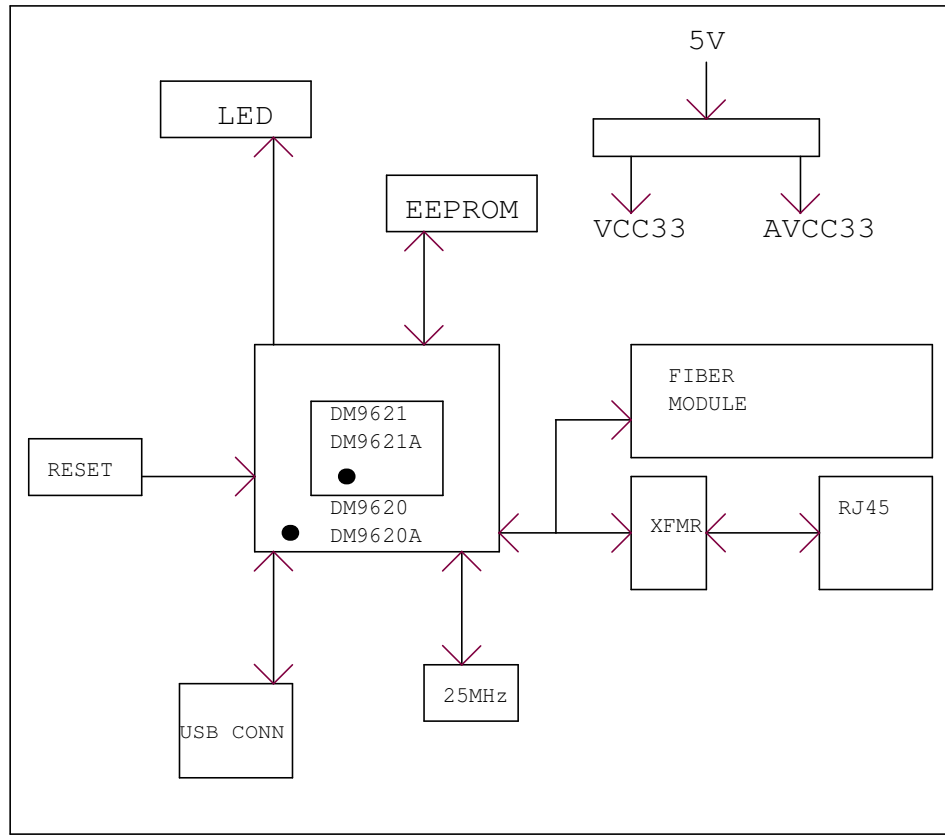 5V
LED
EEPROM
VCC33 AVCC33
FIBER
MODULE
DM9621
DM9621A
RESET
DM9620
DM9620A
XFMR
RJ45
25MHz
USB CONN